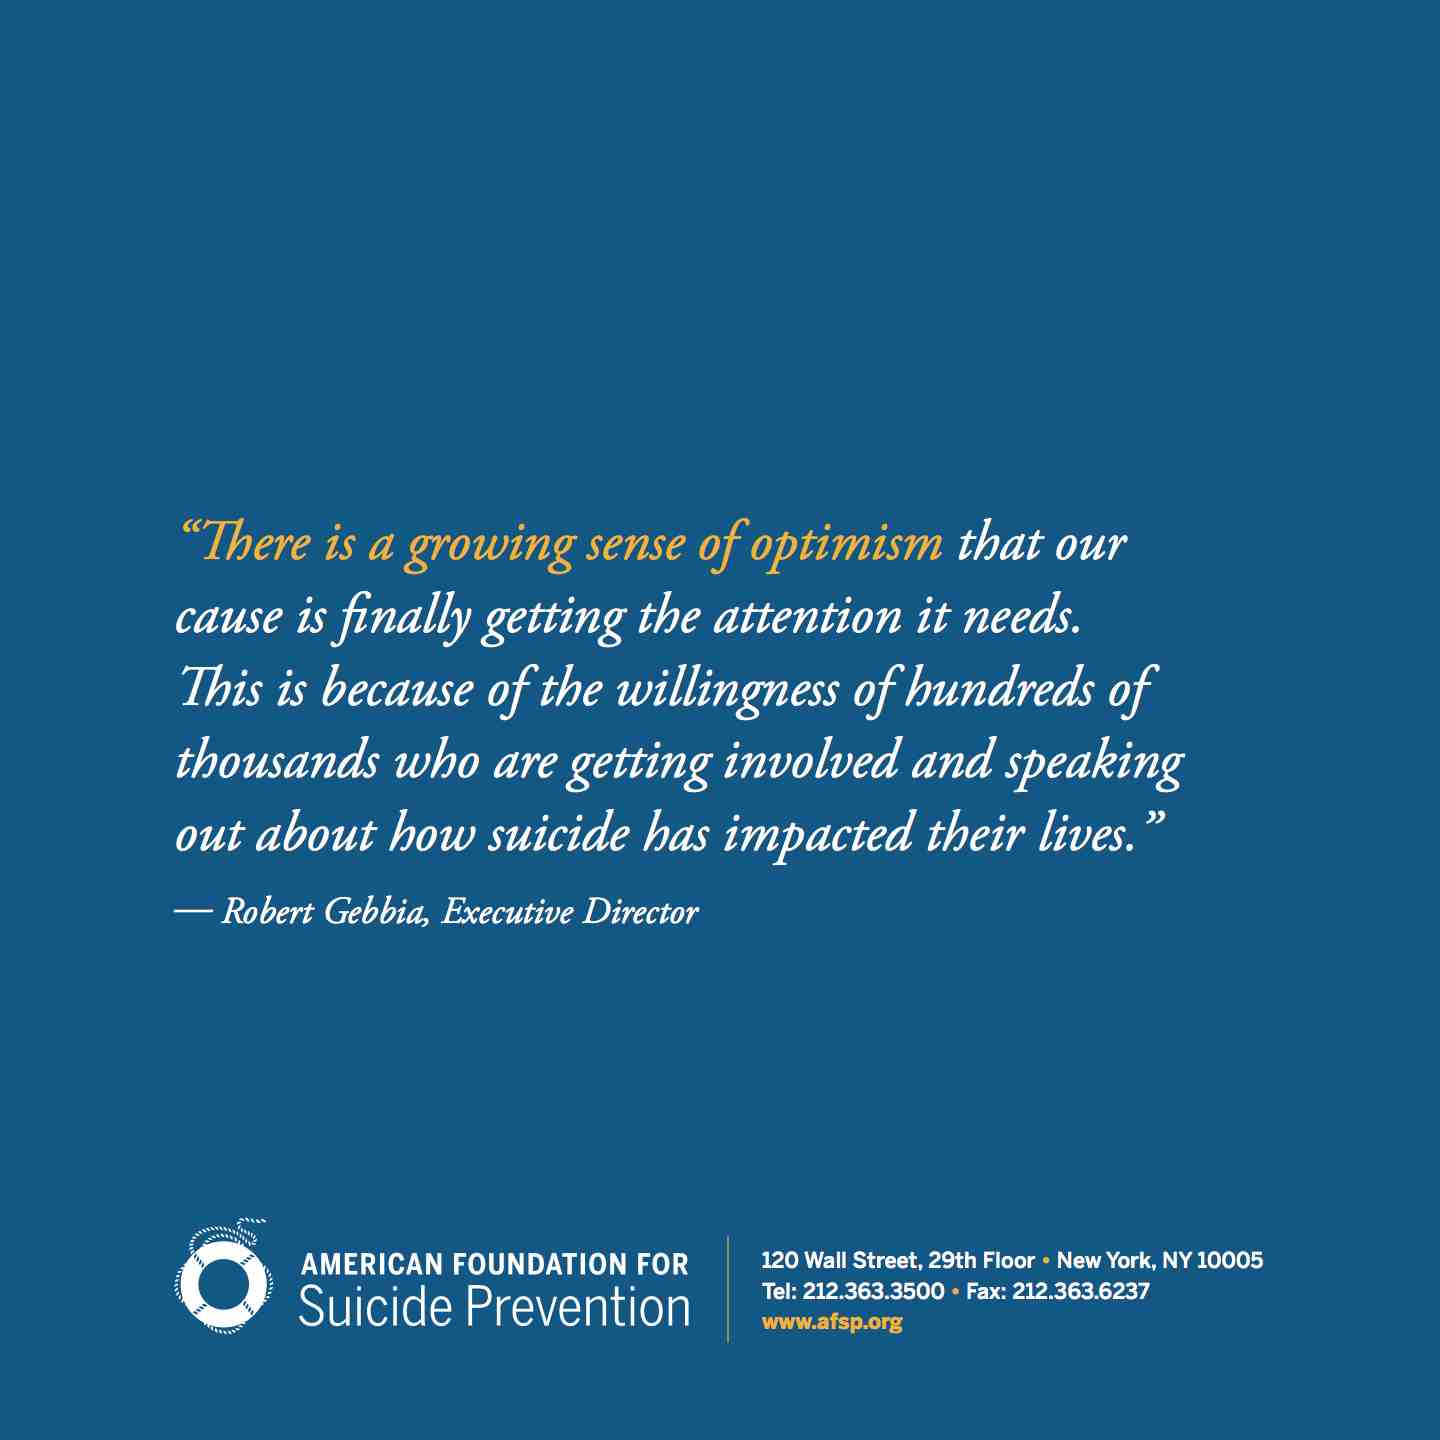 “There is a growing sense of optimism that our
cause is finally getting the attention it needs.
This is because of the willingness of hundreds of
thousands who are getting involved and speaking
out about how suicide has impacted their lives.”
— Robert Gebbia, Executive Director
AMERICAN FOUNDATION FOR
Suicide Prevention
120 Wall Street, 29th Floor • New York, NY 10005
Tel: 212.363.3500 • Fax: 212.363.6237
www.afsp.org